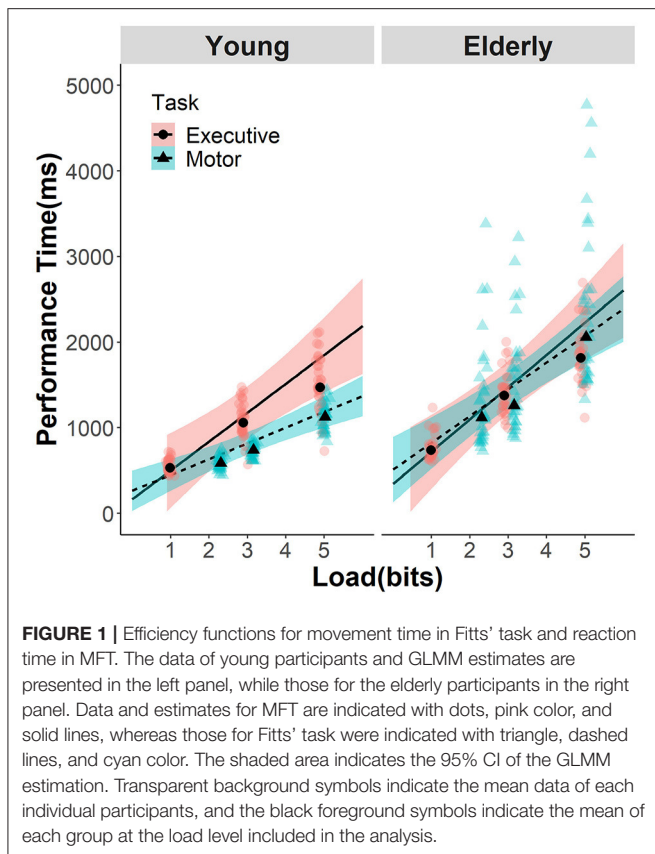 Young
Elderly
5000
4000
3000
2000
1000
0
Performance Time(ms)
Task
Executive
Motor
1 2 3 4 5
1 2 3 4 5
Load(bits)
FIGURE 1 | Efficiency functions for movement time in Fitts' task and reaction
time in MFT. The data of young participants and GLMM estimates are
presented in the left panel, while those for the elderly participants in the right
panel. Data and estimates for MFT are indicated with dots, pink color, and
solid lines, whereas those for Fitts' task were indicated with triangle, dashed
lines, and cyan color. The shaded area indicates the 95% CI of the GLMM
estimation. Transparent background symbols indicate the mean data of each
individual participants, and the black foreground symbols indicate the mean of
each group at the load level included in the analysis.